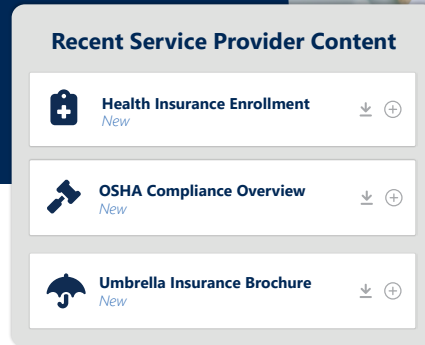 Recent Service Provider Content
Health Insurance Enrollment
New
OSHA Compliance Overview
New
Umbrella Insurance Brochure
New